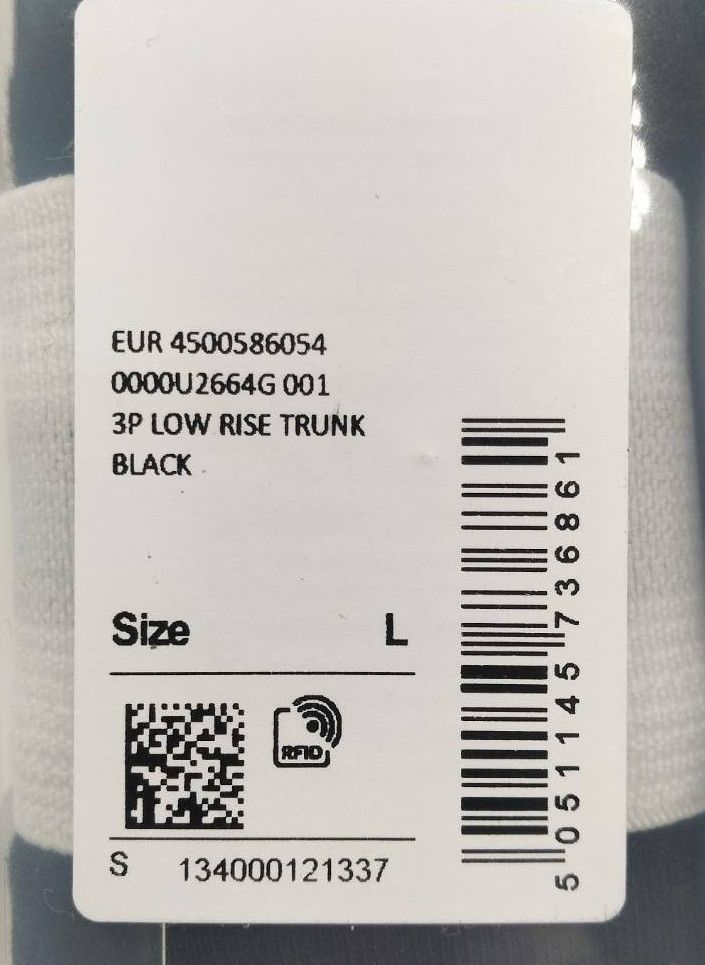 EUR 4500586054
0000U2664G 001
3P LOW RISE TRUNK
BLACK
Size L
RFID
S 134000121337
5051145736861